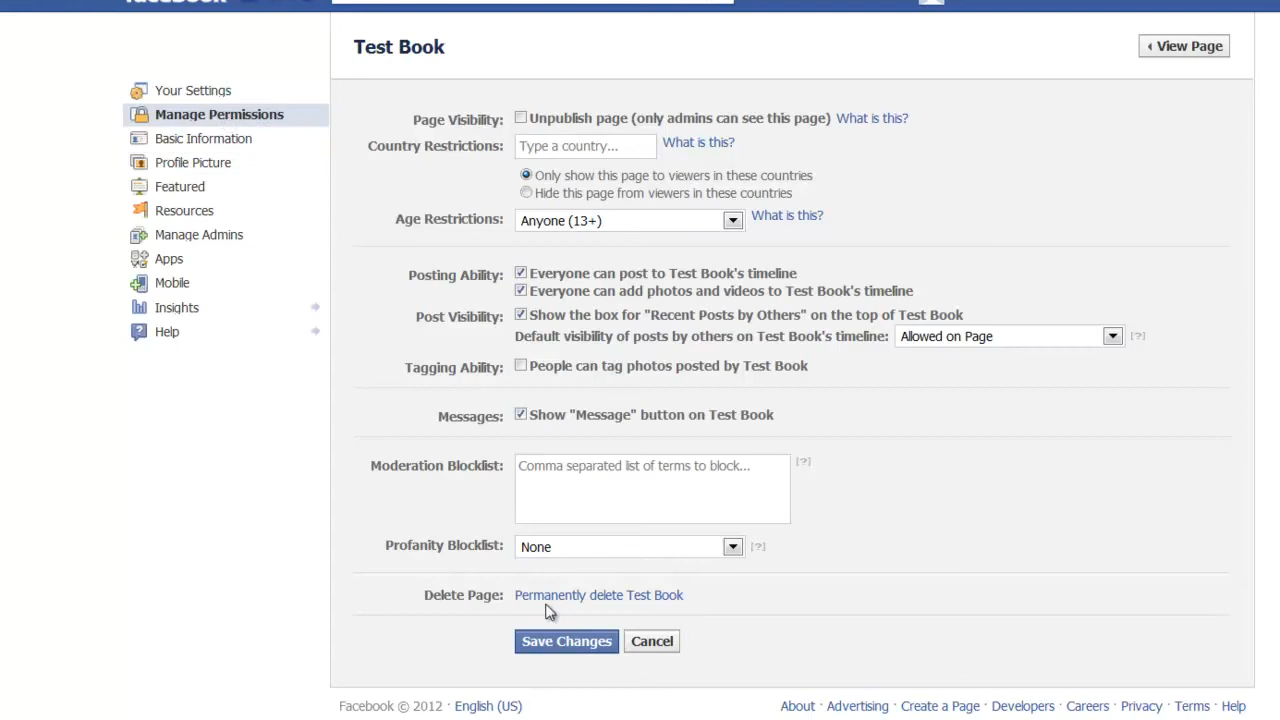 facebook
Test Book
View Page
Your Settings
Manage Permissions
Basic Information
Profile Picture
Featured
Resources
Manage Admins
Apps
Mobile
Insights
Help
Page Visibility: Unpublish page (only admins can see this page) What is this?
Country Restrictions: Type a country... What is this?
Only show this page to viewers in these countries
Hide this page from viewers in these countries
Age Restrictions: Anyone (13+) What is this?
Posting Ability: Everyone can post to Test Book's timeline
Everyone can add photos and videos to Test Book's timeline
Post Visibility: Show the box for "Recent Posts by Others" on the top of Test Book
Default visibility of posts by others on Test Book's timeline: Allowed on Page [?]
Tagging Ability: People can tag photos posted by Test Book
Messages: Show "Message" button on Test Book
Moderation Blocklist: Comma separated list of terms to block... [?]
Profanity Blocklist: None [?]
Delete Page: Permanently delete Test Book
Save Changes Cancel
Facebook © 2012 · English (US)
About · Advertising · Create a Page · Developers · Careers · Privacy · Terms · Help